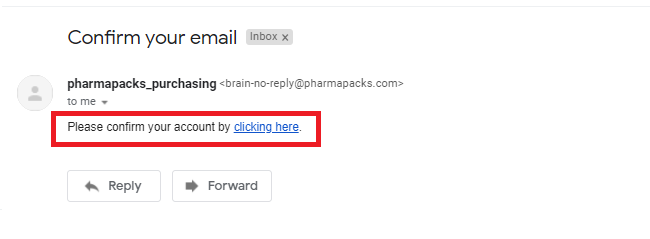 Confirm your email Inbox x
pharmapacks_purchasing <brain-no-reply@pharmapacks.com>
to me
Please confirm your account by clicking here.
Reply Forward